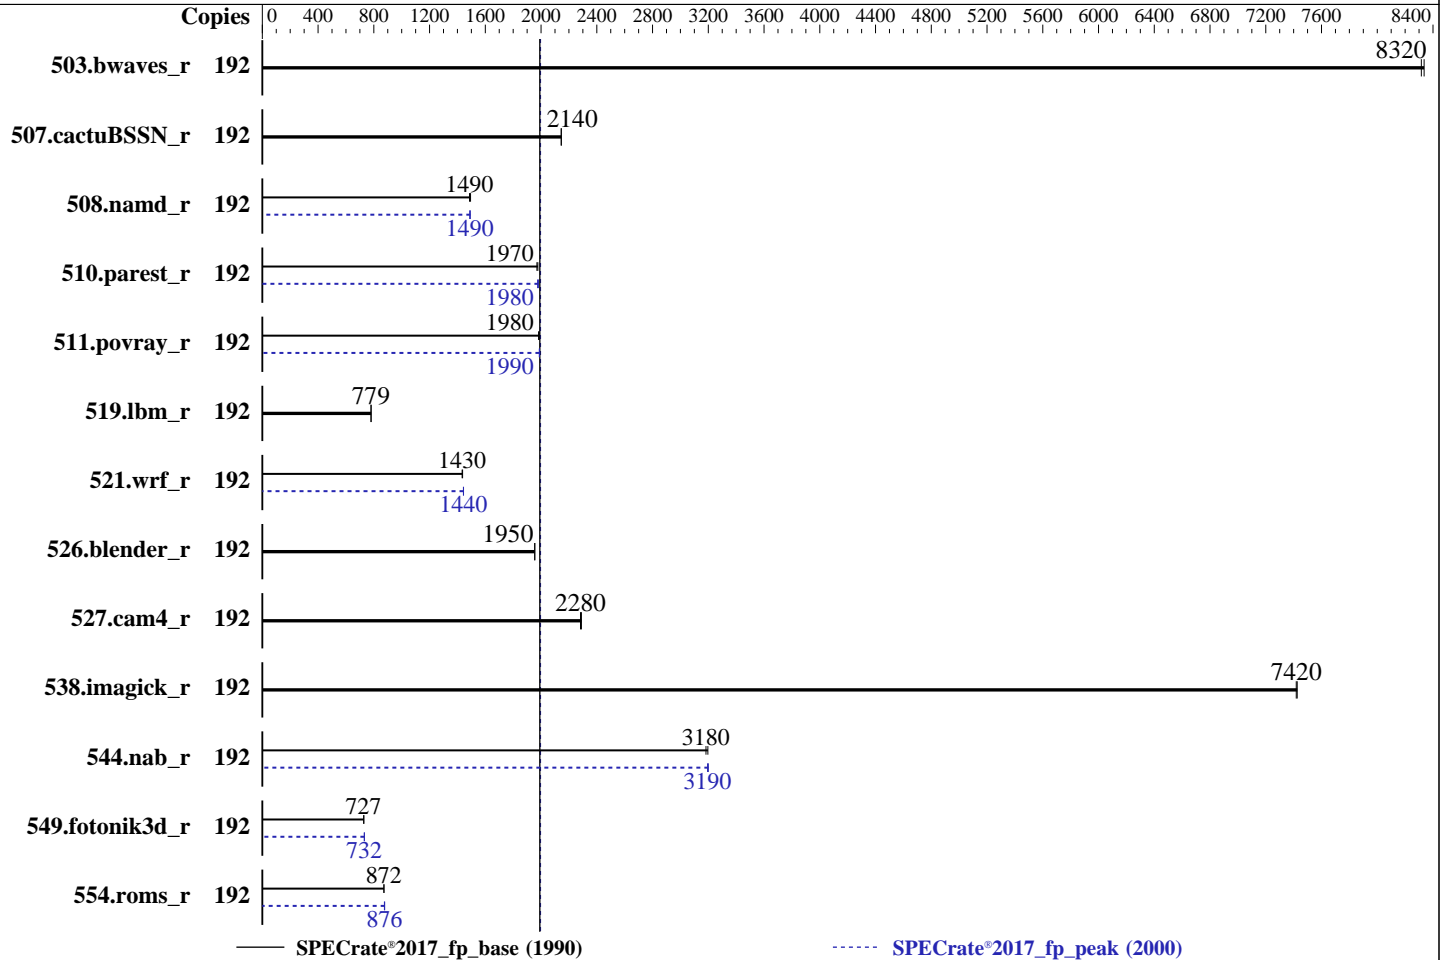 Copies 0 400 800 1200 1600 2000 2400 2800 3200 3600 4000 4400 4800 5200 5600 6000 6400 6800 7200 7600 8400
503.bwaves_r 192 8320
507.cactuBSSN_r 192 2140
508.namd_r 192 1490
1490
510.parest_r 192 1970
1980
511.povray_r 192 1980
1990
519.lbm_r 192 779
521.wrf_r 192 1430
1440
526.blender_r 192 1950
527.cam4_r 192 2280
538.imagick_r 192 7420
544.nab_r 192 3180
3190
549.fotonik3d_r 192 727
732
554.roms_r 192 872
876
SPECrate®2017_fp_base (1990) SPECrate®2017_fp_peak (2000)